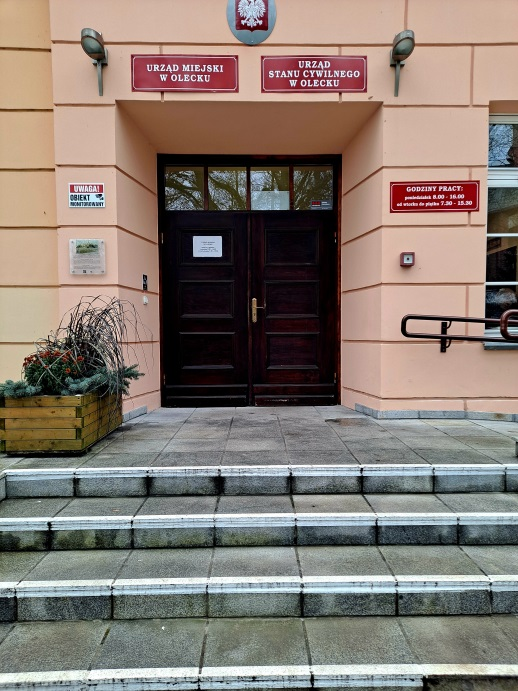 URZĄD MIEJSKI
W OLECKU
URZĄD
STANU CYWILNEGO
W OLECKU
UWAGA!
OBIEKT
MONITOROWANY
GODZINY PRACY:
poniedziałek 8.00 - 16.00
od wtorku do piątku 7.30 - 15.30